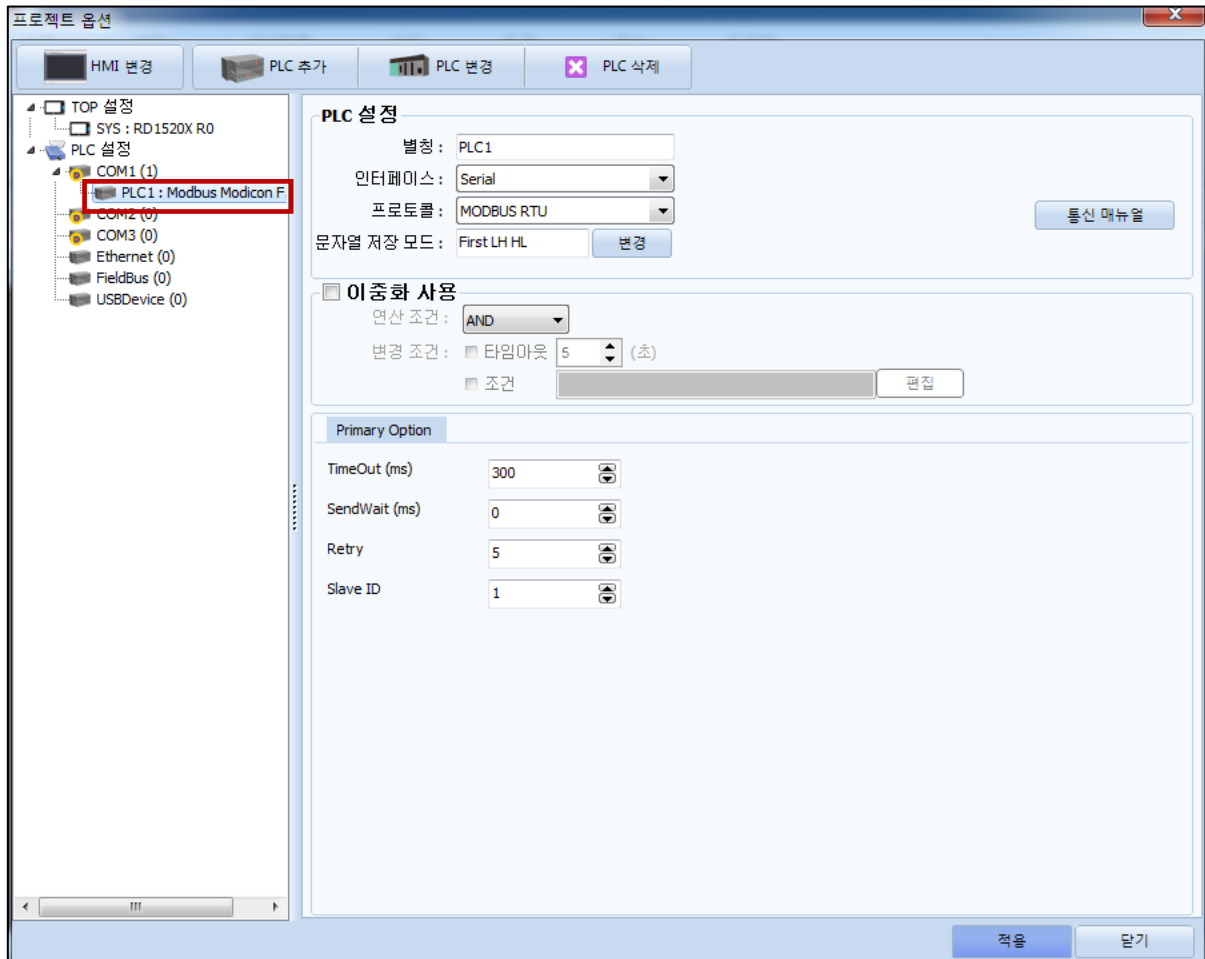 프로젝트 옵션
HMI 변경
PLC 추가
PLC 변경
PLC 삭제
TOP 설정
SYS : RD1520X R0
PLC 설정
COM1 (1)
PLC1 : Modbus Modicon F
COM2 (0)
COM3 (0)
Ethernet (0)
FieldBus (0)
USBDevice (0)
PLC 설정
별칭 : PLC1
인터페이스 : Serial
프로토콜 : MODBUS RTU
통신 매뉴얼
문자열 저장 모드 : First LH HL 변경
이중화 사용
연산 조건 : AND
변경 조건 : 타임아웃 5 (초)
조건 편집
Primary Option
TimeOut (ms) 300
SendWait (ms) 0
Retry 5
Slave ID 1
적용 닫기